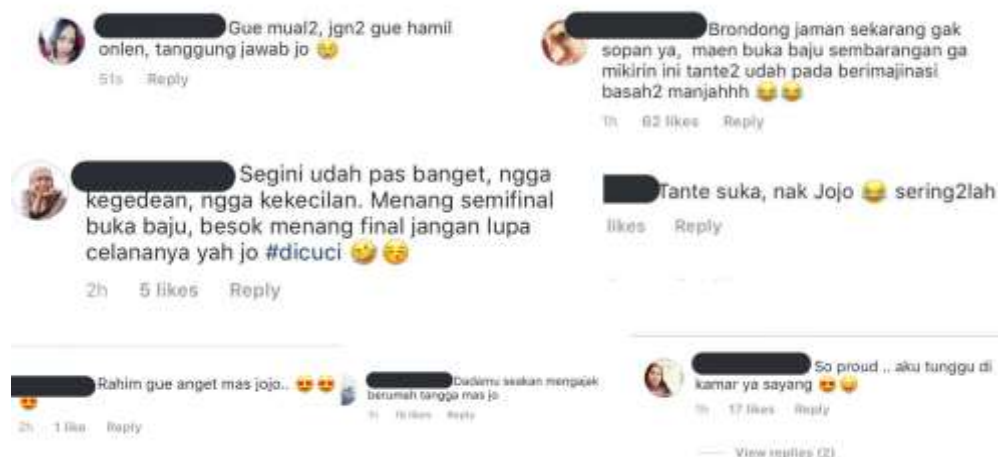 Gue mual2, jgn2 gue hamil
onlen, tanggung jawab jo 😚
51s Reply
Brondong jaman sekarang gak
sopan ya, maen buka baju sembarangan ga
mikirin ini tante2 udah pada berimajinasi
basah2 manjahhh 😂😂
1h 62 likes Reply
Segini udah pas banget, ngga
kegedean, ngga kekecilan. Menang semifinal
buka baju, besok menang final jangan lupa
celananya yah jo #dicuci 🤣😚
2h 5 likes Reply
Tante suka, nak Jojo 😂 sering2lah
likes Reply
Rahim gue anget mas jojo.. 😍😍
😍
2h 1 like Reply
Dadamu seakan mengajak
berumah tangga mas jo
1h likes Reply
So proud .. aku tunggu di
kamar ya sayang 😍😜
1h 17 likes Reply
View replies (2)